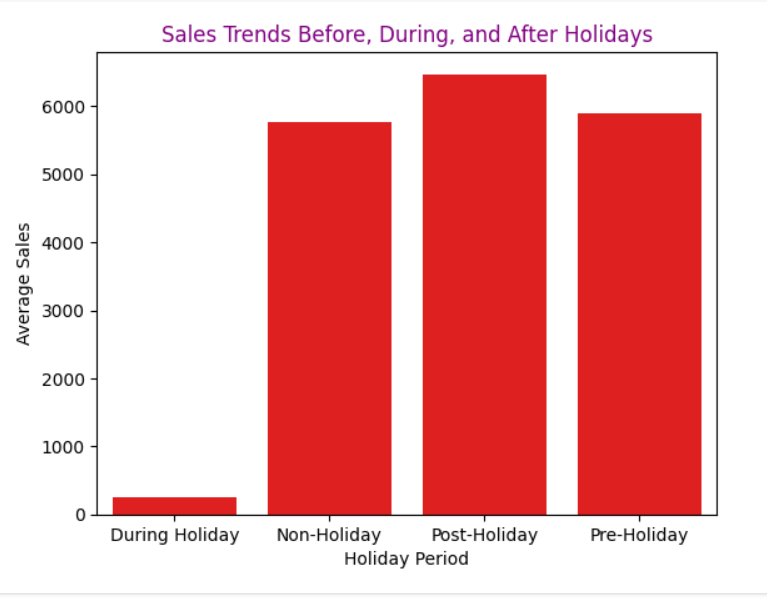 Sales Trends Before, During, and After Holidays
Average Sales
6000
5000
4000
3000
2000
1000
0
During Holiday
Non-Holiday
Post-Holiday
Pre-Holiday
Holiday Period